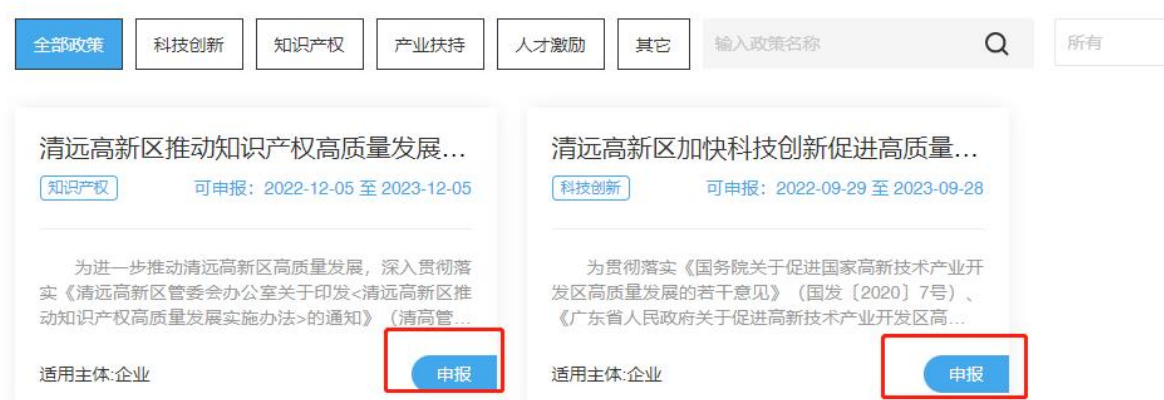 全部政策 科技创新 知识产权 产业扶持 人才激励 其它 输入政策名称 所有
清远高新区推动知识产权高质量发展...
知识产权 可申报：2022-12-05 至 2023-12-05
为进一步推动清远高新区高质量发展，深入贯彻落
实《清远高新区管委会办公室关于印发<清远高新区推
动知识产权高质量发展实施办法>的通知》（清高管...
适用主体:企业 申报
清远高新区加快科技创新促进高质量...
科技创新 可申报：2022-09-29 至 2023-09-28
为贯彻落实《国务院关于促进国家高新技术产业开
发区高质量发展的若干意见》（国发〔2020〕7号）、
《广东省人民政府关于促进高新技术产业开发区高...
适用主体:企业 申报